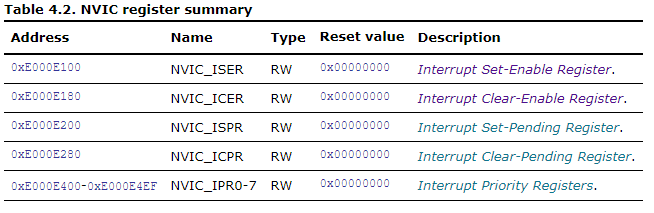 Table 4.2. NVIC register summary
Address Name Type Reset value Description
0xE000E100 NVIC_ISER RW 0x00000000 Interrupt Set-Enable Register.
0xE000E180 NVIC_ICER RW 0x00000000 Interrupt Clear-Enable Register.
0xE000E200 NVIC_ISPR RW 0x00000000 Interrupt Set-Pending Register.
0xE000E280 NVIC_ICPR RW 0x00000000 Interrupt Clear-Pending Register.
0xE000E400-0xE000E4EF NVIC_IPR0-7 RW 0x00000000 Interrupt Priority Registers.